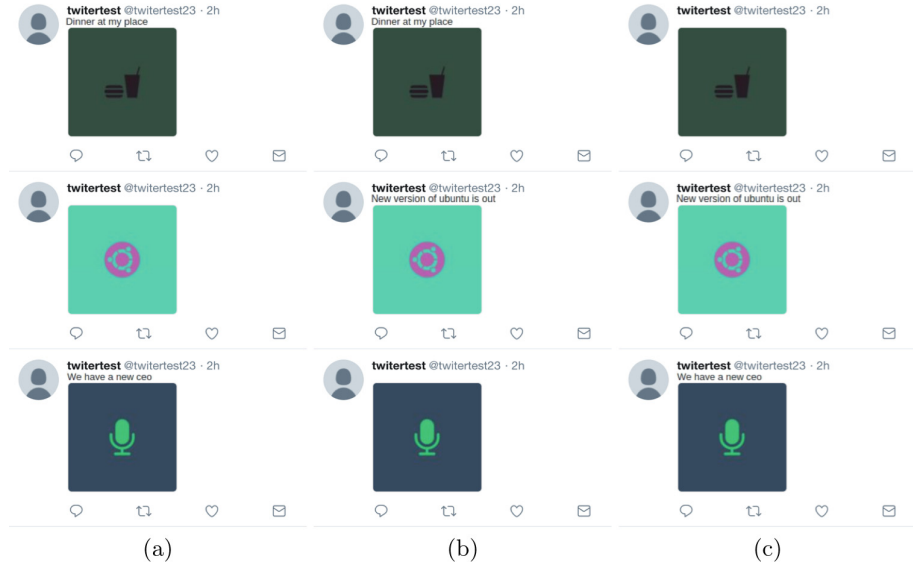 twitertest @twitertest23 · 2h
Dinner at my place
twitertest @twitertest23 · 2h
twitertest @twitertest23 · 2h
We have a new ceo
(a)
twitertest @twitertest23 · 2h
Dinner at my place
twitertest @twitertest23 · 2h
New version of ubuntu is out
twitertest @twitertest23 · 2h
(b)
twitertest @twitertest23 · 2h
twitertest @twitertest23 · 2h
New version of ubuntu is out
twitertest @twitertest23 · 2h
We have a new ceo
(c)